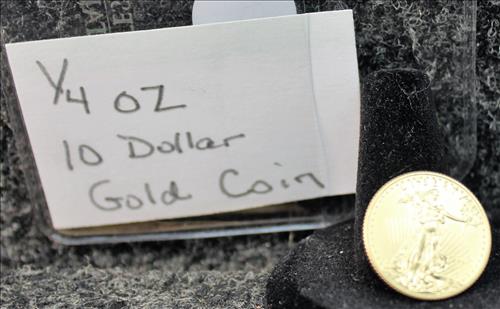 1/4 oz
10 Dollar
Gold Coin